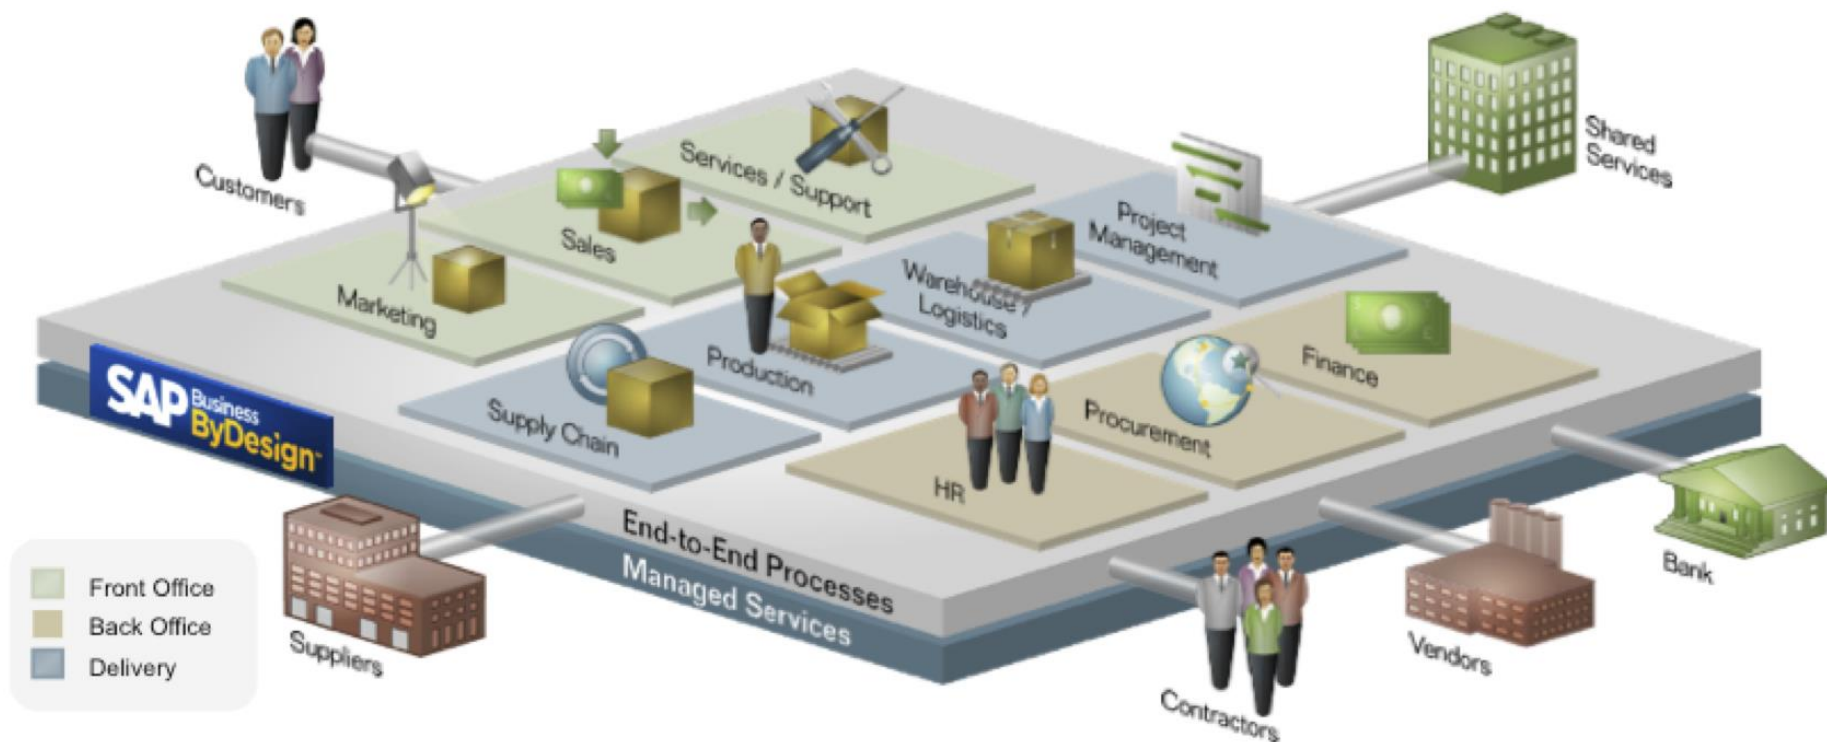 Customers
Shared
Services
Services / Support
Sales
Project
Management
Marketing
Warehouse /
Logistics
Production
Finance
Supply Chain
Procurement
HR
SAP Business
ByDesign™
End-to-End Processes
Managed Services
Suppliers
Contractors
Vendors
Bank
Front Office
Back Office
Delivery